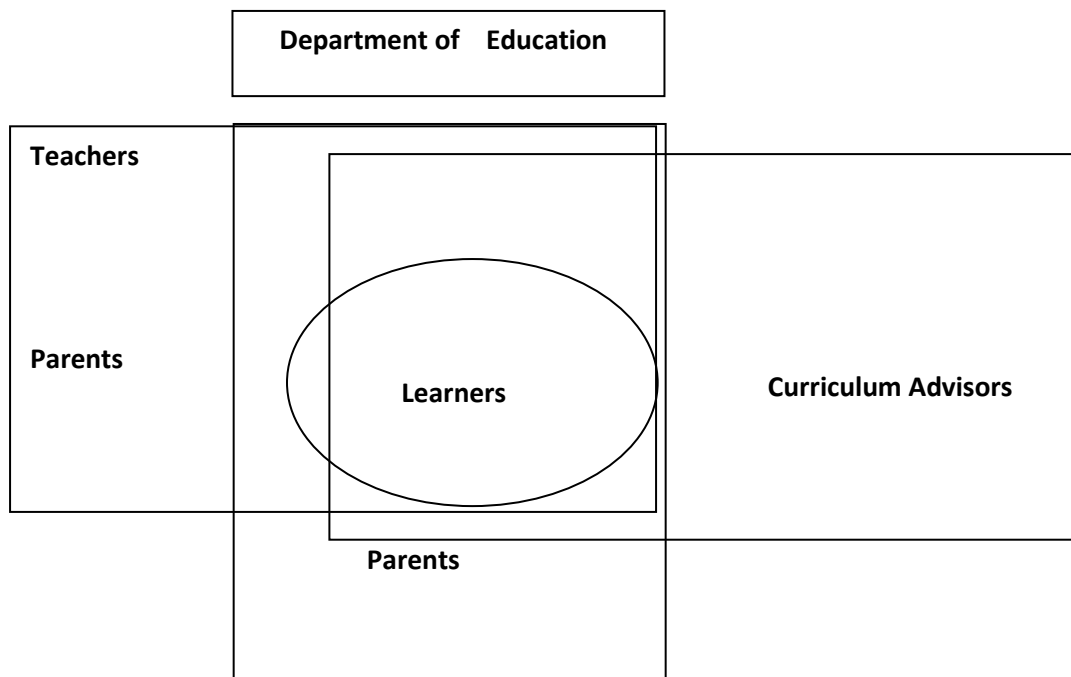 Department of Education
Teachers
Parents
Learners
Curriculum Advisors
Parents